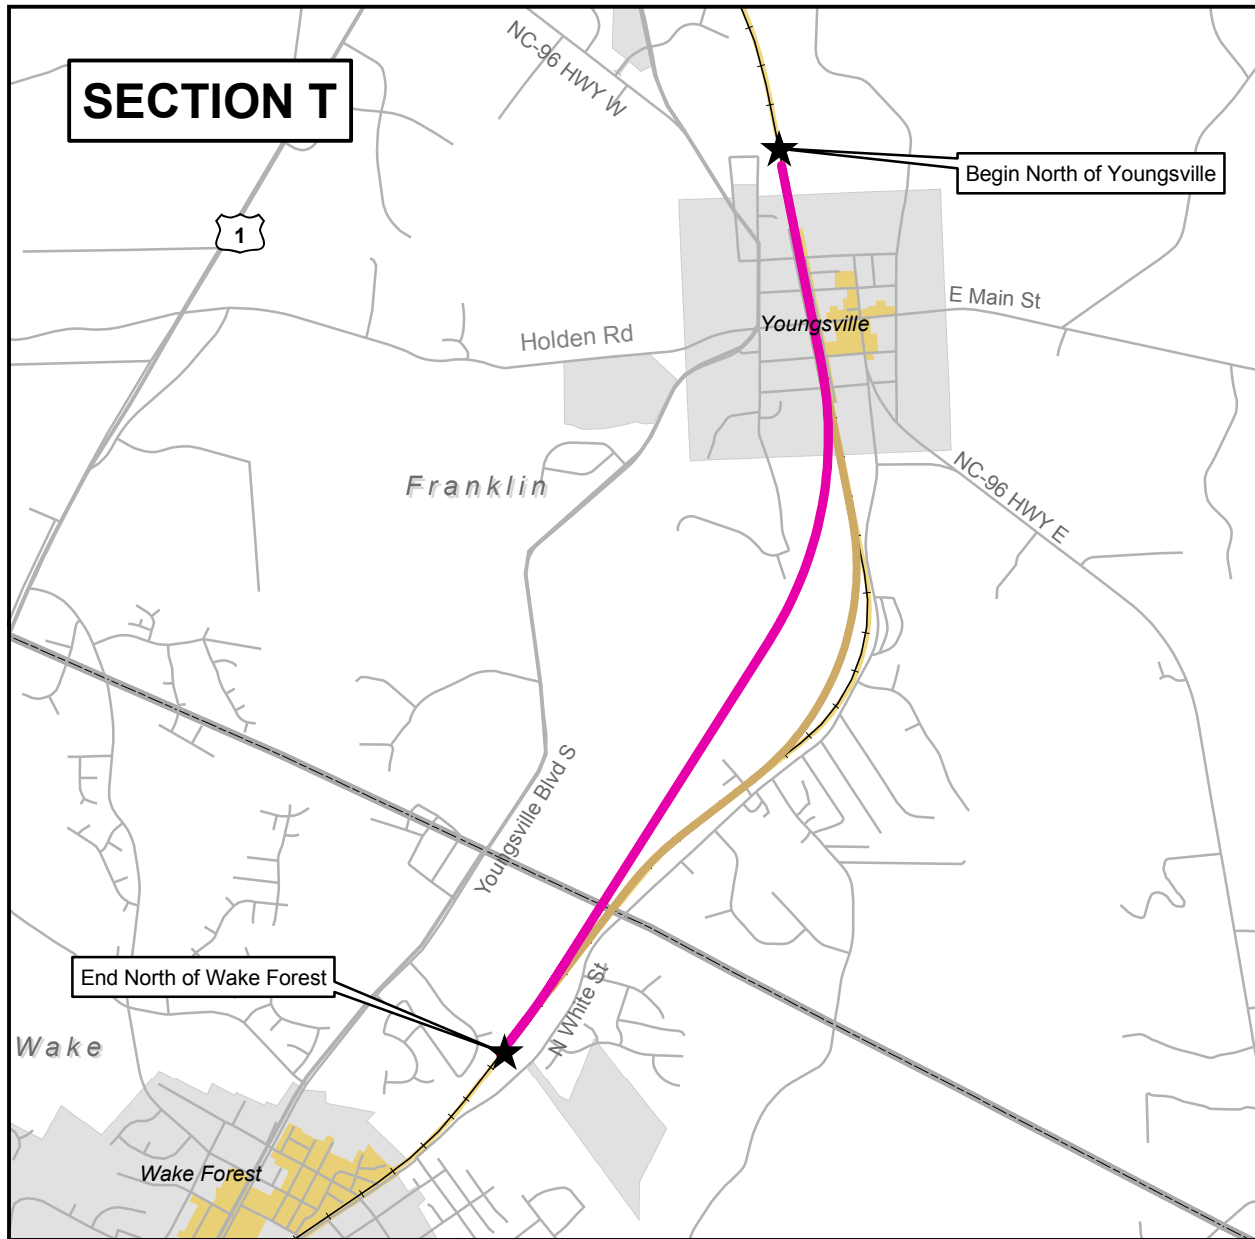 SECTION T
NC-96 HWY W
Begin North of Youngsville
1
E Main St
Youngsville
Holden Rd
Franklin
NC-96 HWY E
Youngsville Blvd S
End North of Wake Forest
N White St
Wake
Wake Forest